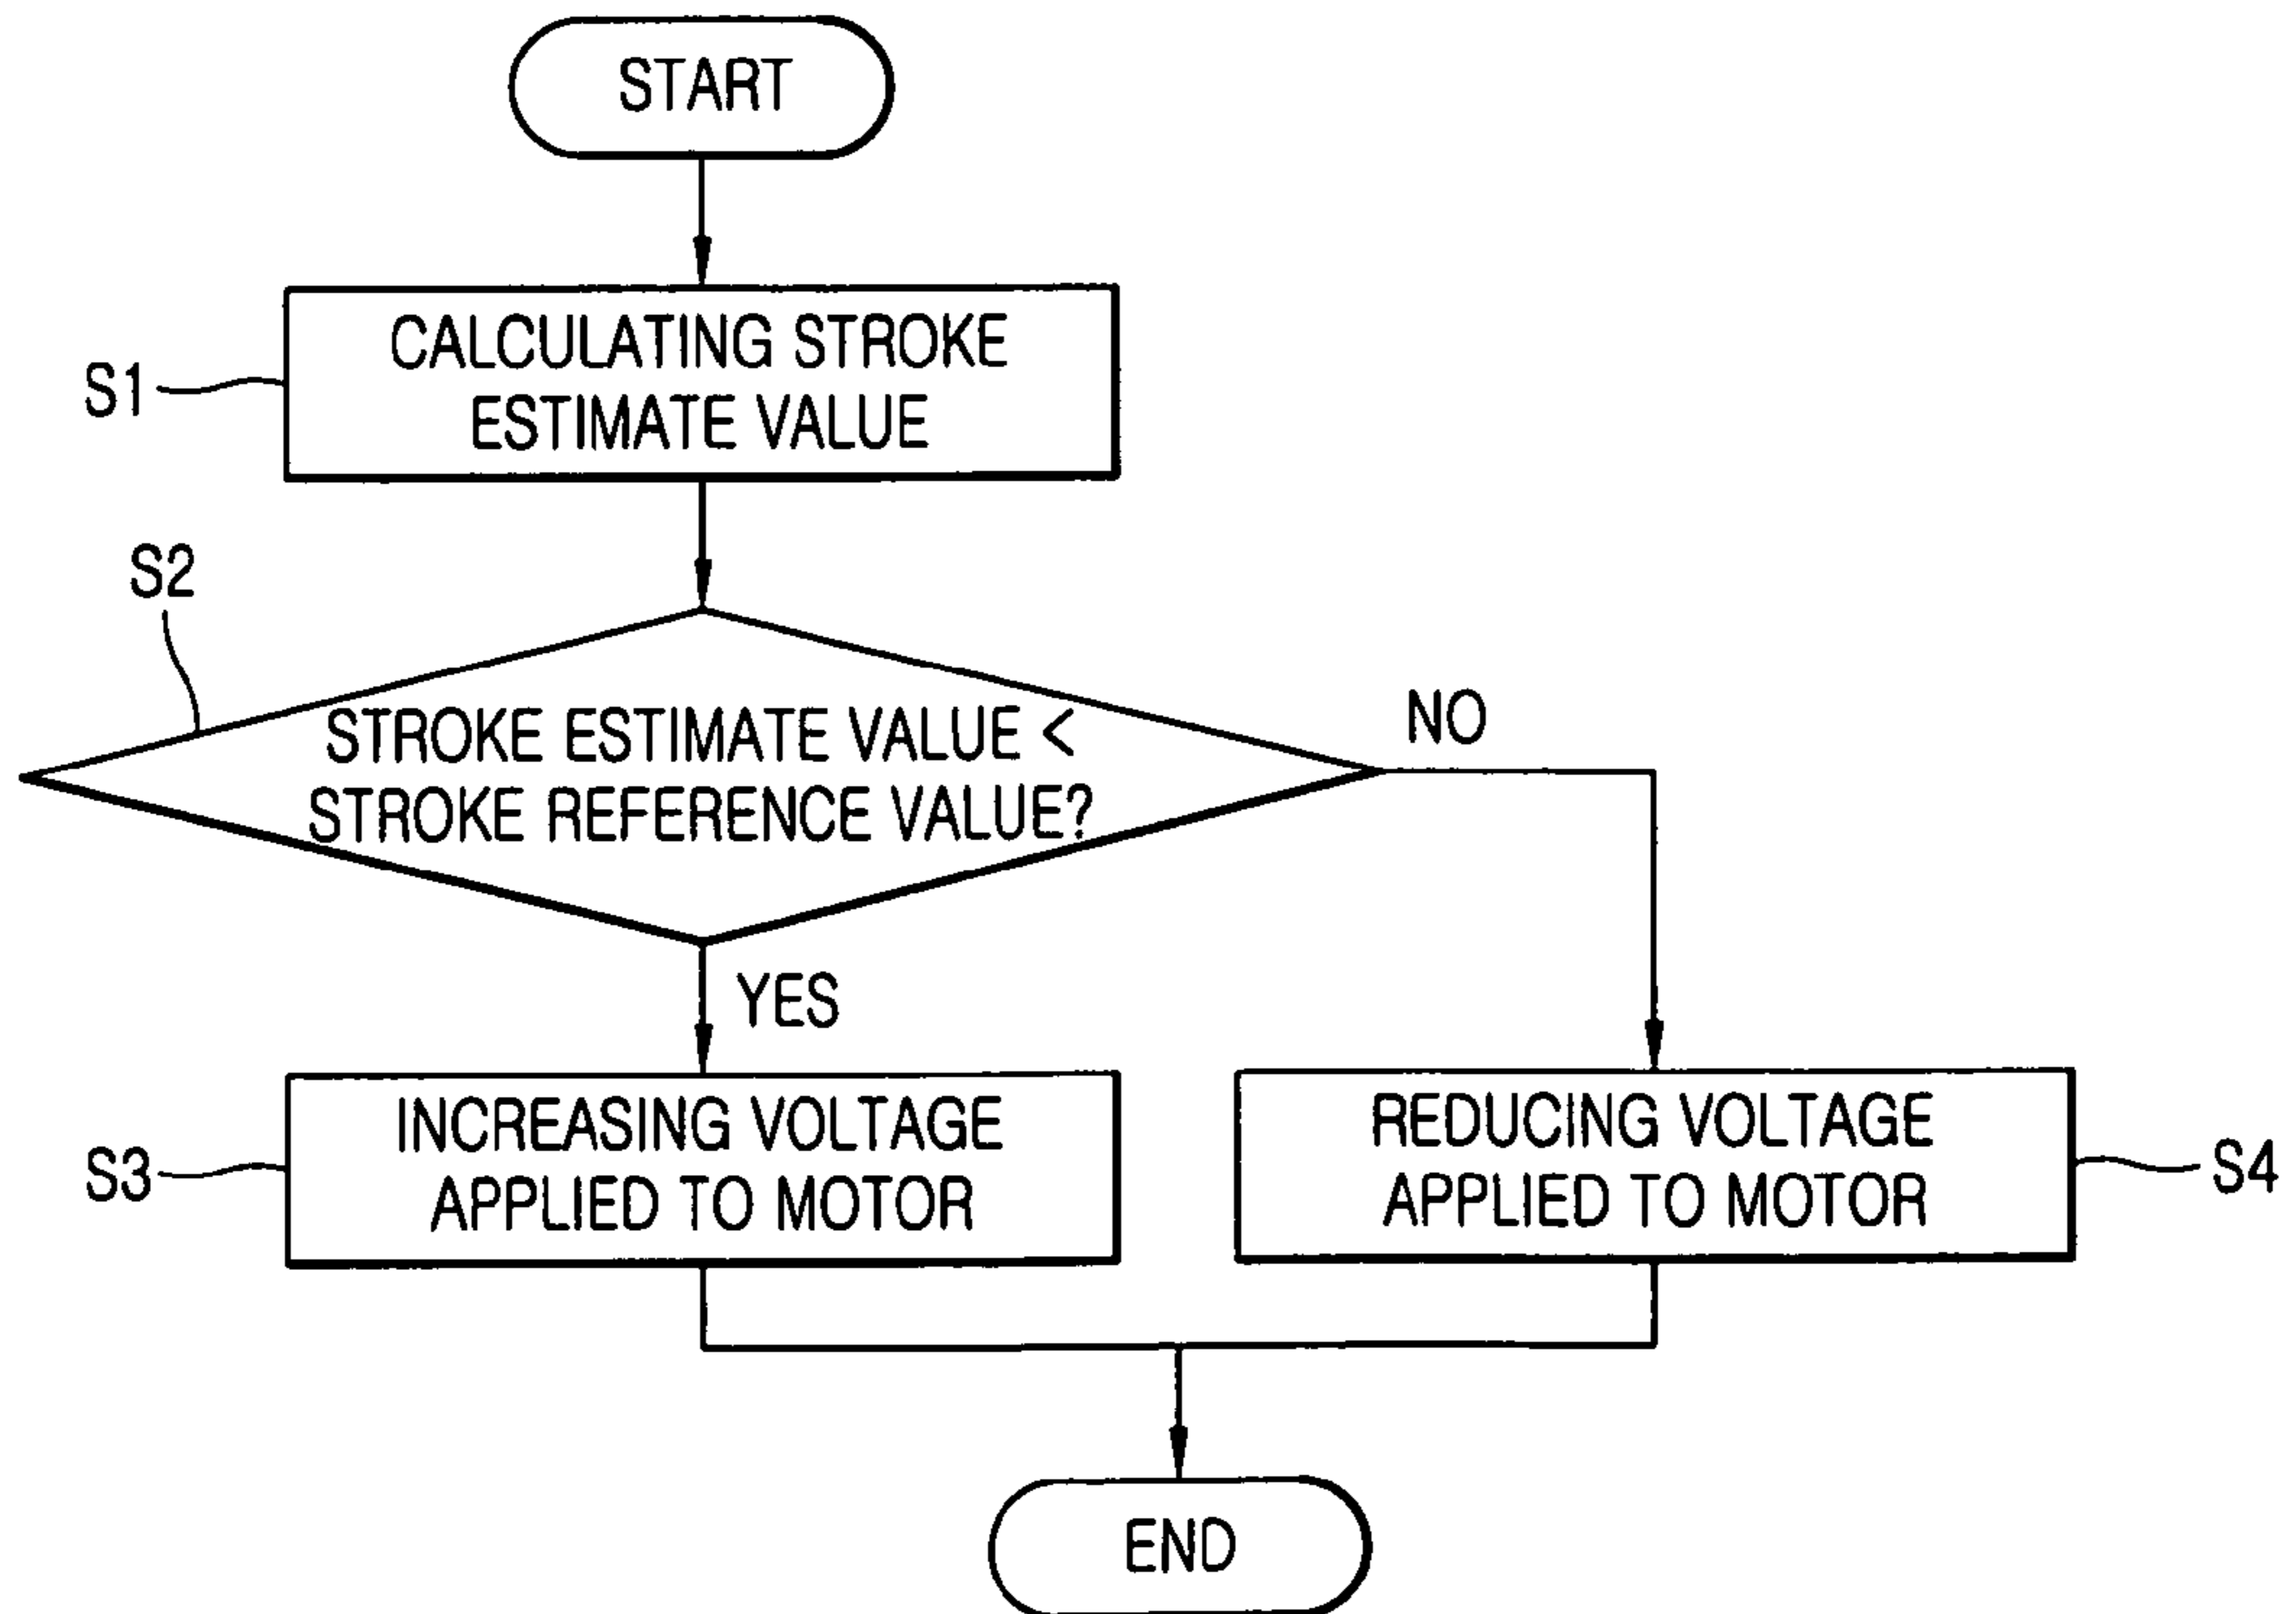 START
CALCULATING STROKE
ESTIMATE VALUE
S1
S2
STROKE ESTIMATE VALUE <
STROKE REFERENCE VALUE?
NO
YES
INCREASING VOLTAGE
APPLIED TO MOTOR
S3
REDUCING VOLTAGE
APPLIED TO MOTOR
S4
END